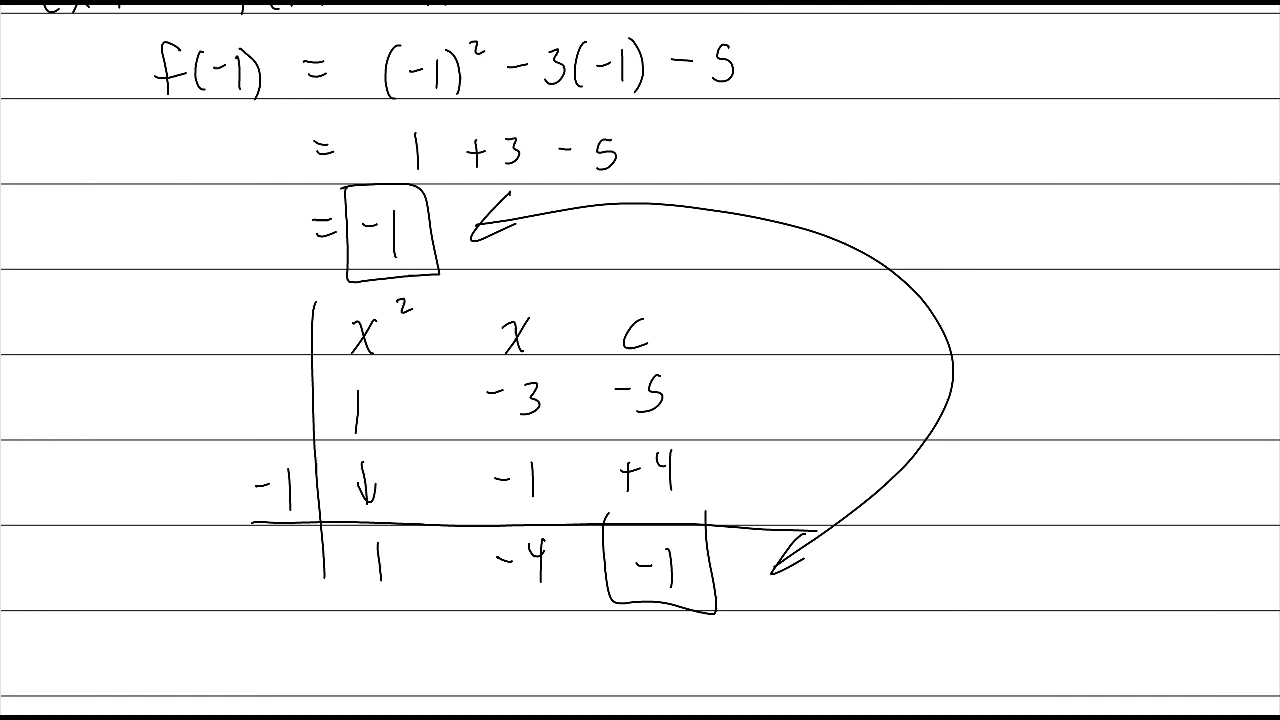 f(-1) = (-1)² - 3(-1) - 5
= 1 + 3 - 5
= -1
x² x c
1 -3 -5
-1 ↓ -1 +4
1 -4 -1